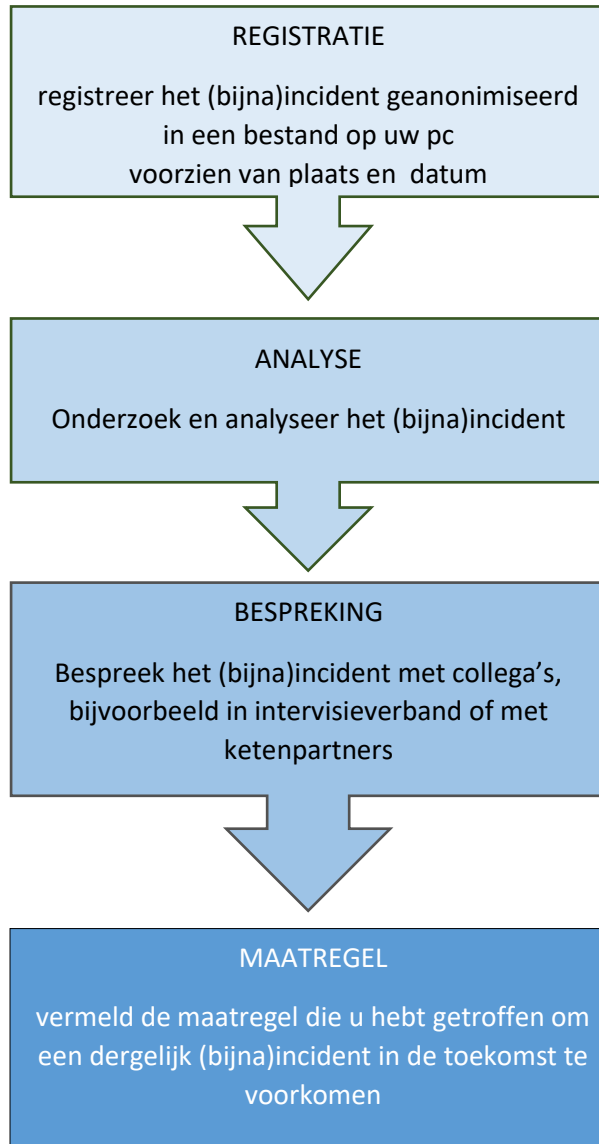 REGISTRATIE
registreer het (bijna)incident geanonimiseerd
in een bestand op uw pc
voorzien van plaats en  datum
ANALYSE
Onderzoek en analyseer het (bijna)incident
BESPREKING
Bespreek het (bijna)incident met collega’s,
bijvoorbeeld in intervisieverband of met
ketenpartners
MAATREGEL
vermeld de maatregel die u hebt getroffen om
een dergelijk (bijna)incident in de toekomst te
voorkomen